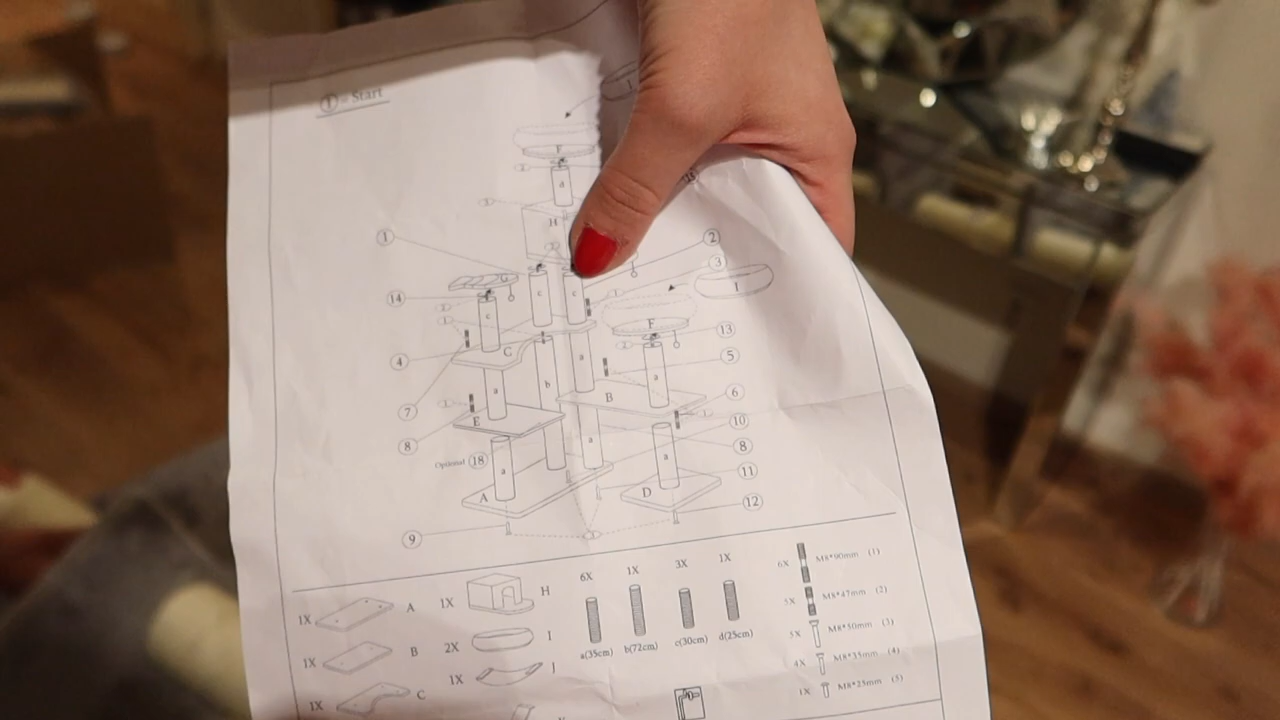 ① = Start
I
F
d
H
① ②
③
c c I
14
G
c
13
F
4
C
5
a a
b
B
a
6
7
E
10
8
a 8
Optional 18
a a
11
A D
12
9
6X 1X 3X 1X
6X M8*90mm (1)
1X A 1X H
5X M8*47mm (2)
2X I
a(35cm) b(72cm) c(30cm) d(25cm)
5X M8*50mm (3)
1X B
4X M8*35mm (4)
1X J
1X C
1X M8*25mm (5)